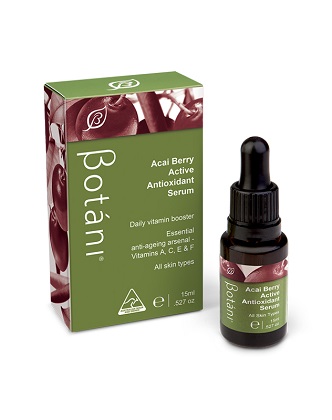 Botáni®
Acai Berry
Active
Antioxidant
Serum
Daily vitamin booster
Essential
anti-ageing arsenal -
Vitamins A, C, E & F
All skin types
15ml
.527 oz
Botáni
Acai Berry
Active
Antioxidant
Serum
All Skin Types
15ml
.527 oz